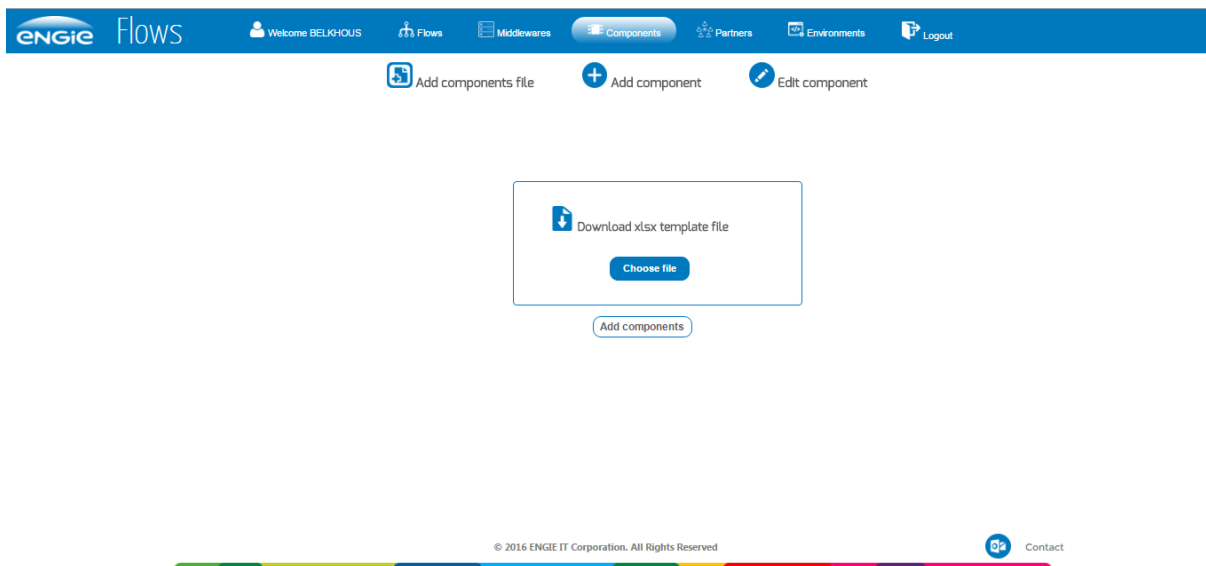 ENGIE Flows Welcome BELKHOUS Flows Middlewares Components Partners Environments Logout
Add components file Add component Edit component
Download xlsx template file
Choose file
Add components
© 2016 ENGIE IT Corporation. All Rights Reserved Contact